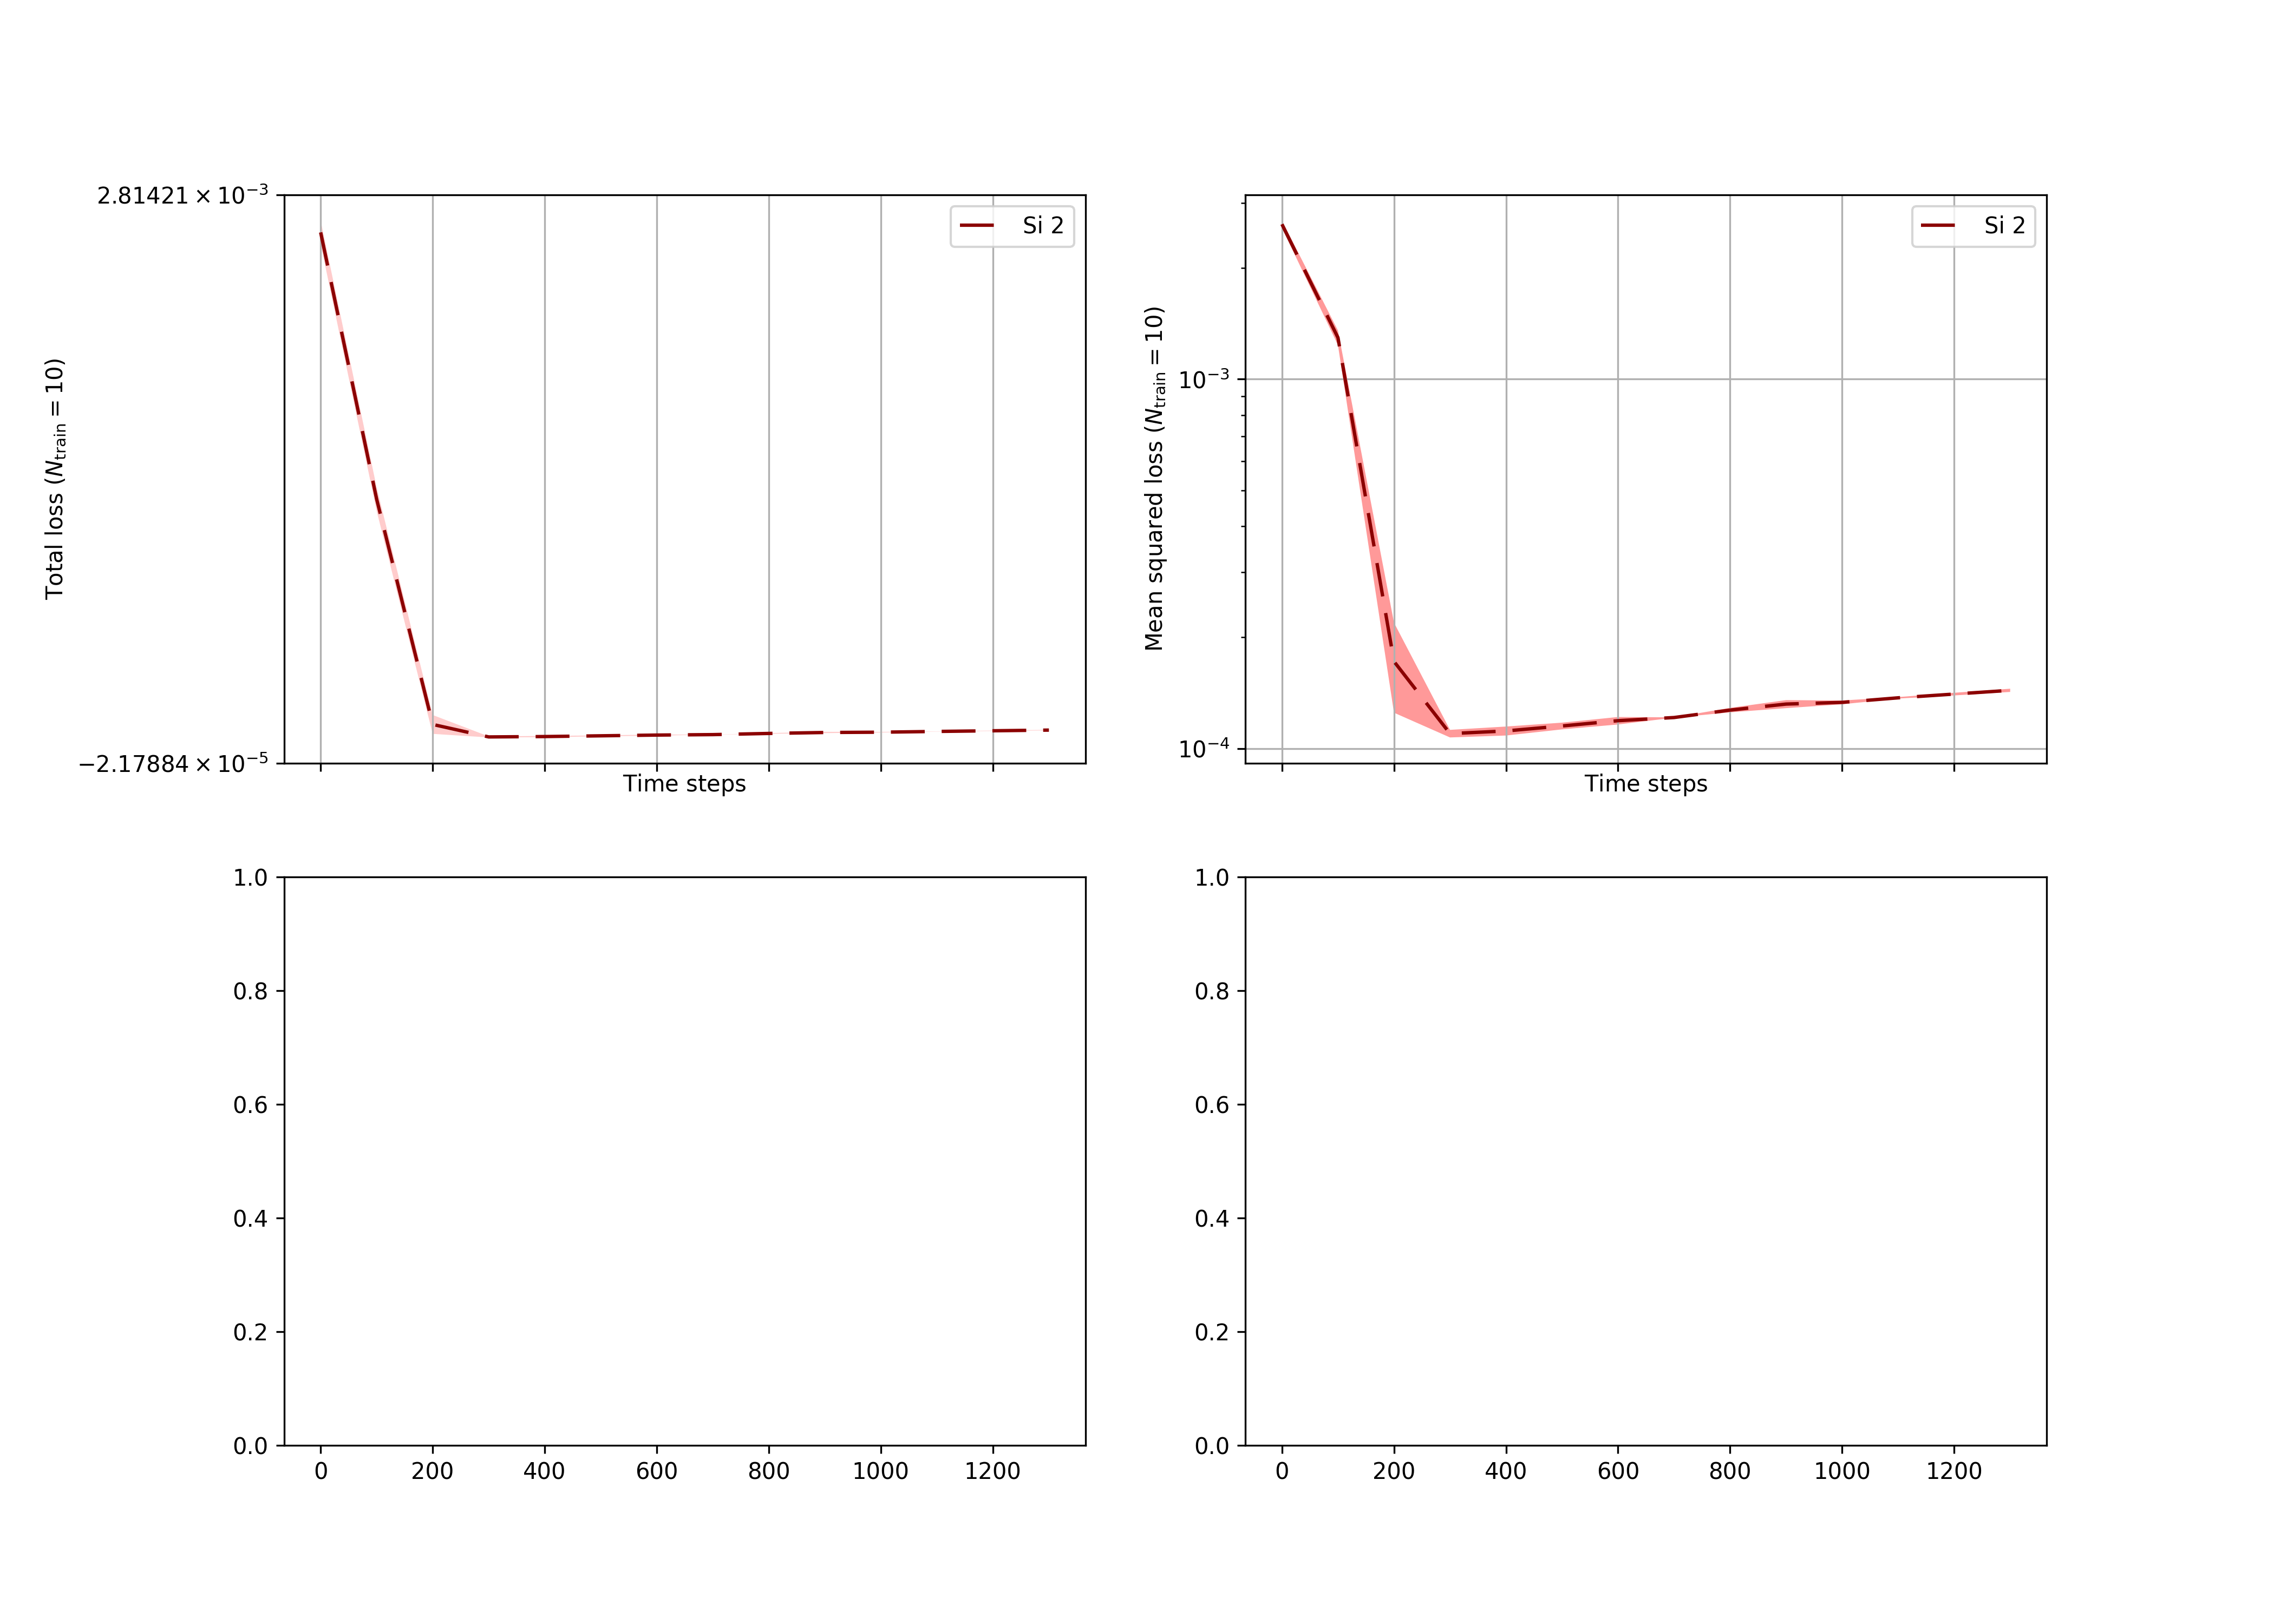 2.81421 × 10⁻³
Total loss (N_train = 10)
−2.17884 × 10⁻⁵
Si 2
Time steps
Mean squared loss (N_train = 10)
10⁻³
10⁻⁴
Si 2
Time steps
1.0
0.8
0.6
0.4
0.2
0.0
0 200 400 600 800 1000 1200
1.0
0.8
0.6
0.4
0.2
0.0
0 200 400 600 800 1000 1200